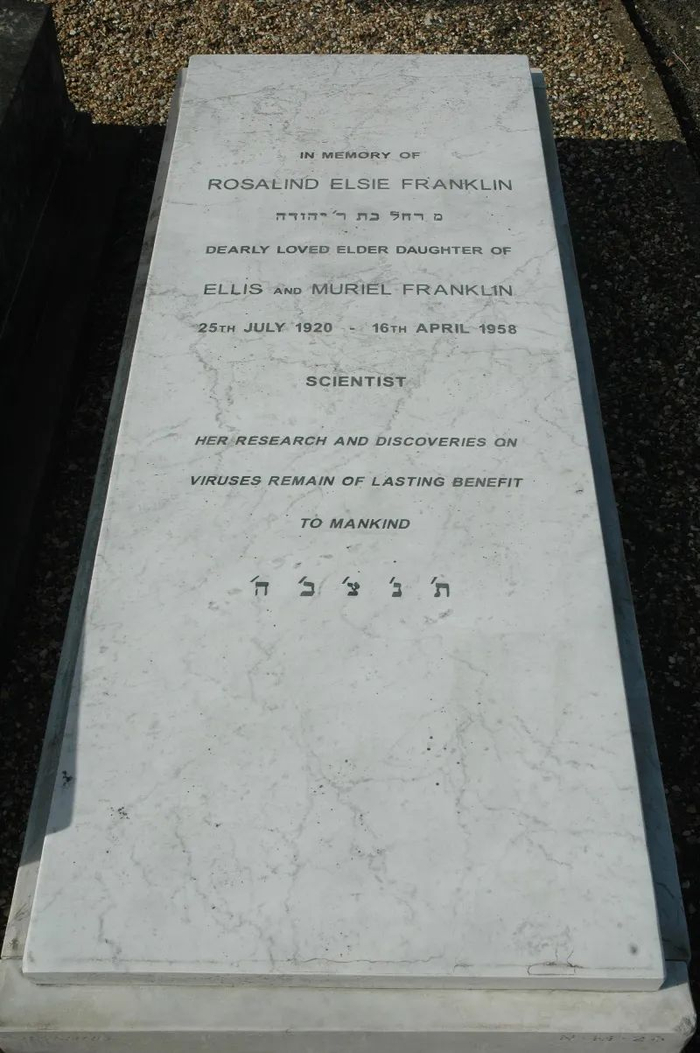 IN MEMORY OF
ROSALIND ELSIE FRANKLIN
מ רחל בת ר׳ יהודה
DEARLY LOVED ELDER DAUGHTER OF
ELLIS AND MURIEL FRANKLIN
25TH JULY 1920 - 16TH APRIL 1958
SCIENTIST
HER RESEARCH AND DISCOVERIES ON
VIRUSES REMAIN OF LASTING BENEFIT
TO MANKIND
ת׳ נ׳ צ׳ ב׳ ה׳